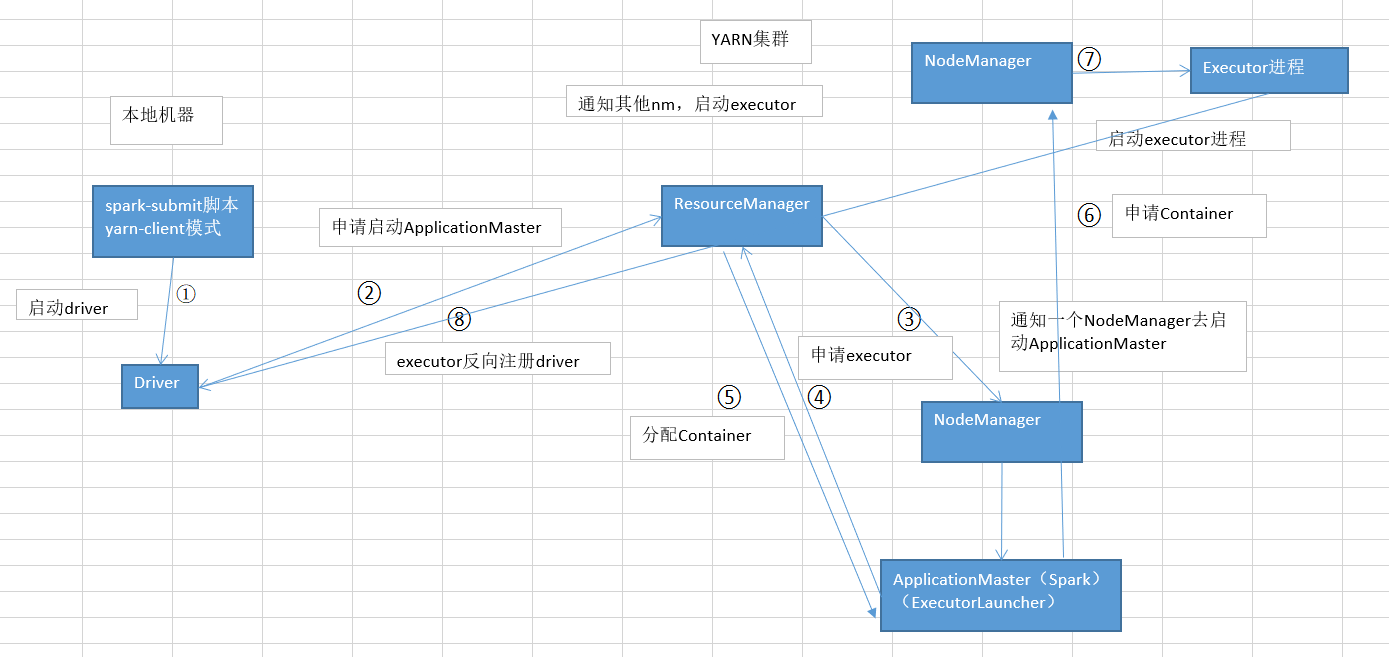 YARN集群
NodeManager
⑦
Executor进程
通知其他nm，启动executor
本地机器
启动executor进程
spark-submit脚本
yarn-client模式
ResourceManager
申请启动ApplicationMaster
⑥
申请Container
启动driver
①
②
⑧
③
通知一个NodeManager去启
动ApplicationMaster
executor反向注册driver
申请executor
Driver
⑤
④
分配Container
NodeManager
ApplicationMaster（Spark）
（ExecutorLauncher）